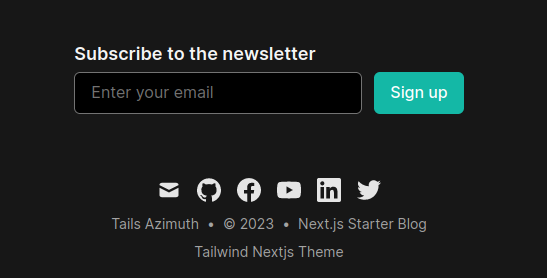 Subscribe to the newsletter
Enter your email
Sign up
Tails Azimuth • © 2023 • Next.js Starter Blog
Tailwind Nextjs Theme